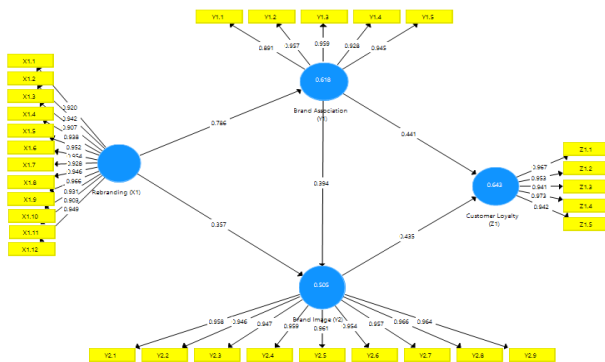 Y1.1
Y1.2
Y1.3
Y1.4
Y1.5
0.891
0.957
0.959
0.928
0.945
X1.1
X1.2
X1.3
X1.4
X1.5
X1.6
X1.7
X1.8
X1.9
X1.10
X1.11
X1.12
0.920
0.942
0.907
0.938
0.952
0.928
0.946
0.966
0.931
0.903
0.949
Rebranding (X1)
0.618
Brand Association
(Y1)
0.786
0.441
0.394
0.357
0.435
0.643
Customer Loyalty
(Z1)
Z1.1
Z1.2
Z1.3
Z1.4
Z1.5
0.967
0.953
0.941
0.973
0.942
0.505
Brand Image (Y2)
0.958
0.946
0.947
0.959
0.961
0.954
0.957
0.966
0.964
Y2.1
Y2.2
Y2.3
Y2.4
Y2.5
Y2.6
Y2.7
Y2.8
Y2.9